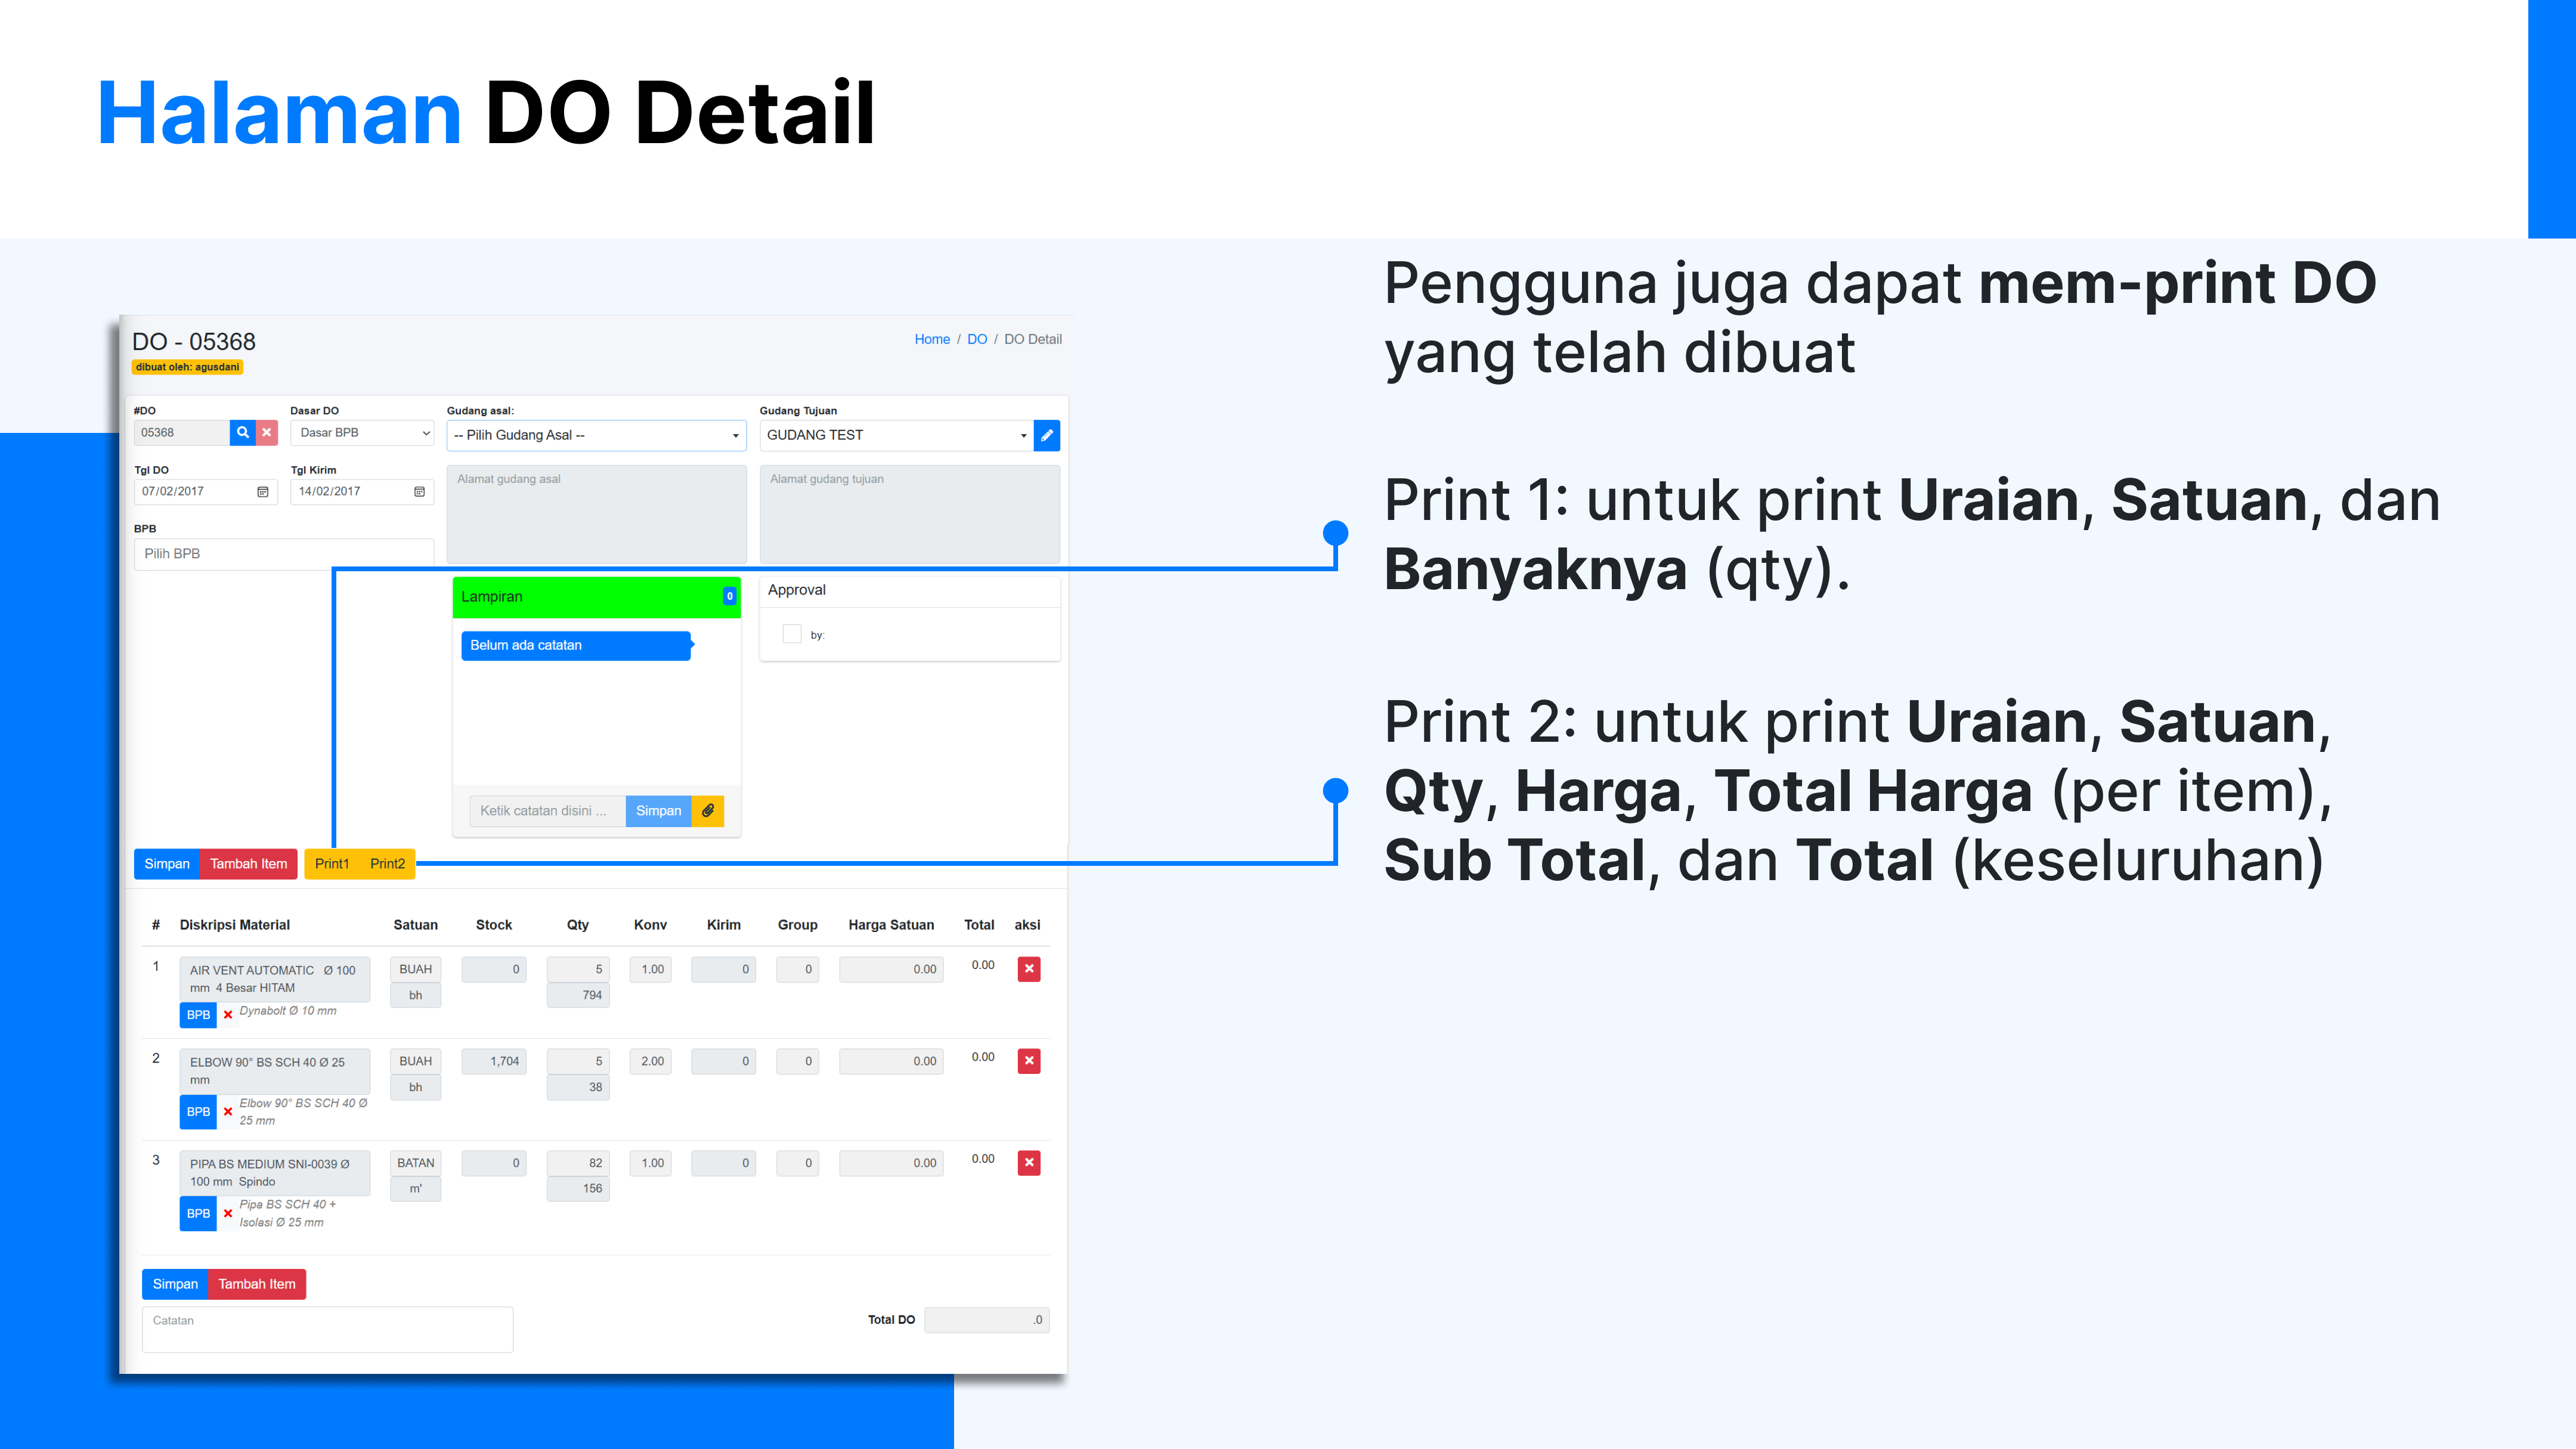 Halaman DO Detail
DO - 05368
dibuat oleh: agusdani
Home / DO / DO Detail
#DO
Dasar DO
Gudang asal:
Gudang Tujuan
05368
Dasar BPB
-- Pilih Gudang Asal --
GUDANG TEST
Tgl DO
Tgl Kirim
07/02/2017
14/02/2017
Alamat gudang asal
Alamat gudang tujuan
BPB
Pilih BPB
Lampiran
0
Approval
Belum ada catatan
by:
Ketik catatan disini ...
Simpan
Simpan Tambah Item Print1 Print2
# Diskripsi Material Satuan Stock Qty Konv Kirim Group Harga Satuan Total aksi
1 AIR VENT AUTOMATIC Ø 100 BUAH 0 5 1.00 0 0 0.00 0.00
mm 4 Besar HITAM bh 794
BPB Dynabolt Ø 10 mm
2 ELBOW 90° BS SCH 40 Ø 25 BUAH 1,704 5 2.00 0 0 0.00 0.00
mm bh 38
BPB Elbow 90° BS SCH 40 Ø
25 mm
3 PIPA BS MEDIUM SNI-0039 Ø BATAN 0 82 1.00 0 0 0.00 0.00
100 mm Spindo m' 156
BPB Pipa BS SCH 40 +
Isolasi Ø 25 mm
Simpan Tambah Item
Catatan
Total DO .0
Pengguna juga dapat mem-print DO
yang telah dibuat
Print 1: untuk print Uraian, Satuan, dan
Banyaknya (qty).
Print 2: untuk print Uraian, Satuan,
Qty, Harga, Total Harga (per item),
Sub Total, dan Total (keseluruhan)